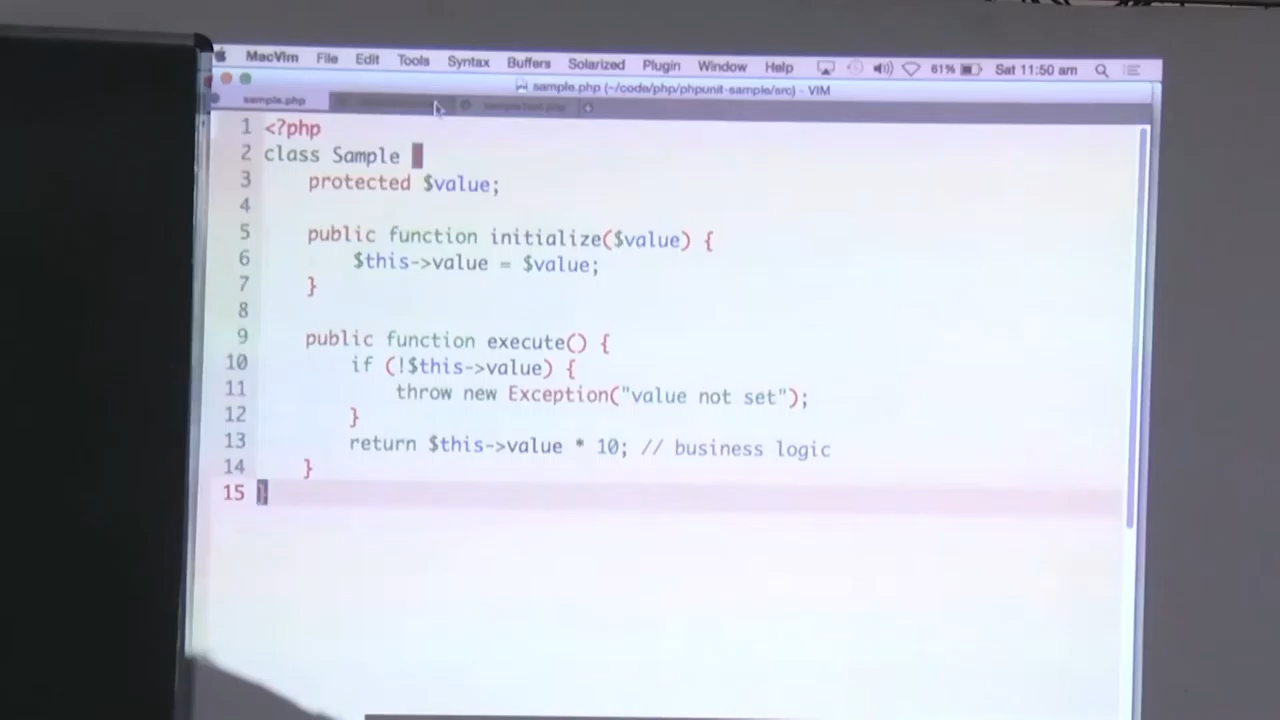 MacVim File Edit Tools Syntax Buffers Solarized Plugin Window Help 61% Sat 11:50 am
sample.php (~/code/php/phpunit-sample/src) - VIM
sample.php
1 <?php
2 class Sample {
3 protected $value;
4
5 public function initialize($value) {
6 $this->value = $value;
7 }
8
9 public function execute() {
10 if (!$this->value) {
11 throw new Exception("value not set");
12 }
13 return $this->value * 10; // business logic
14 }
15 }